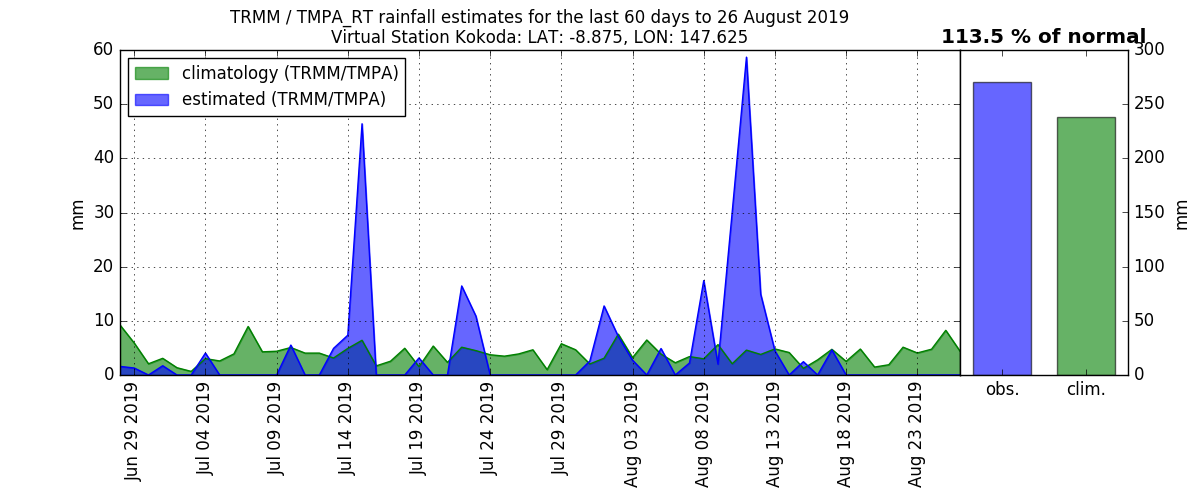 TRMM / TMPA_RT rainfall estimates for the last 60 days to 26 August 2019
Virtual Station Kokoda: LAT: -8.875, LON: 147.625
113.5 % of normal
climatology (TRMM/TMPA)
estimated (TRMM/TMPA)
60
50
40
30
20
10
0
mm
300
250
200
150
100
50
0
mm
Jun 29 2019
Jul 04 2019
Jul 09 2019
Jul 14 2019
Jul 19 2019
Jul 24 2019
Jul 29 2019
Aug 03 2019
Aug 08 2019
Aug 13 2019
Aug 18 2019
Aug 23 2019
obs.
clim.